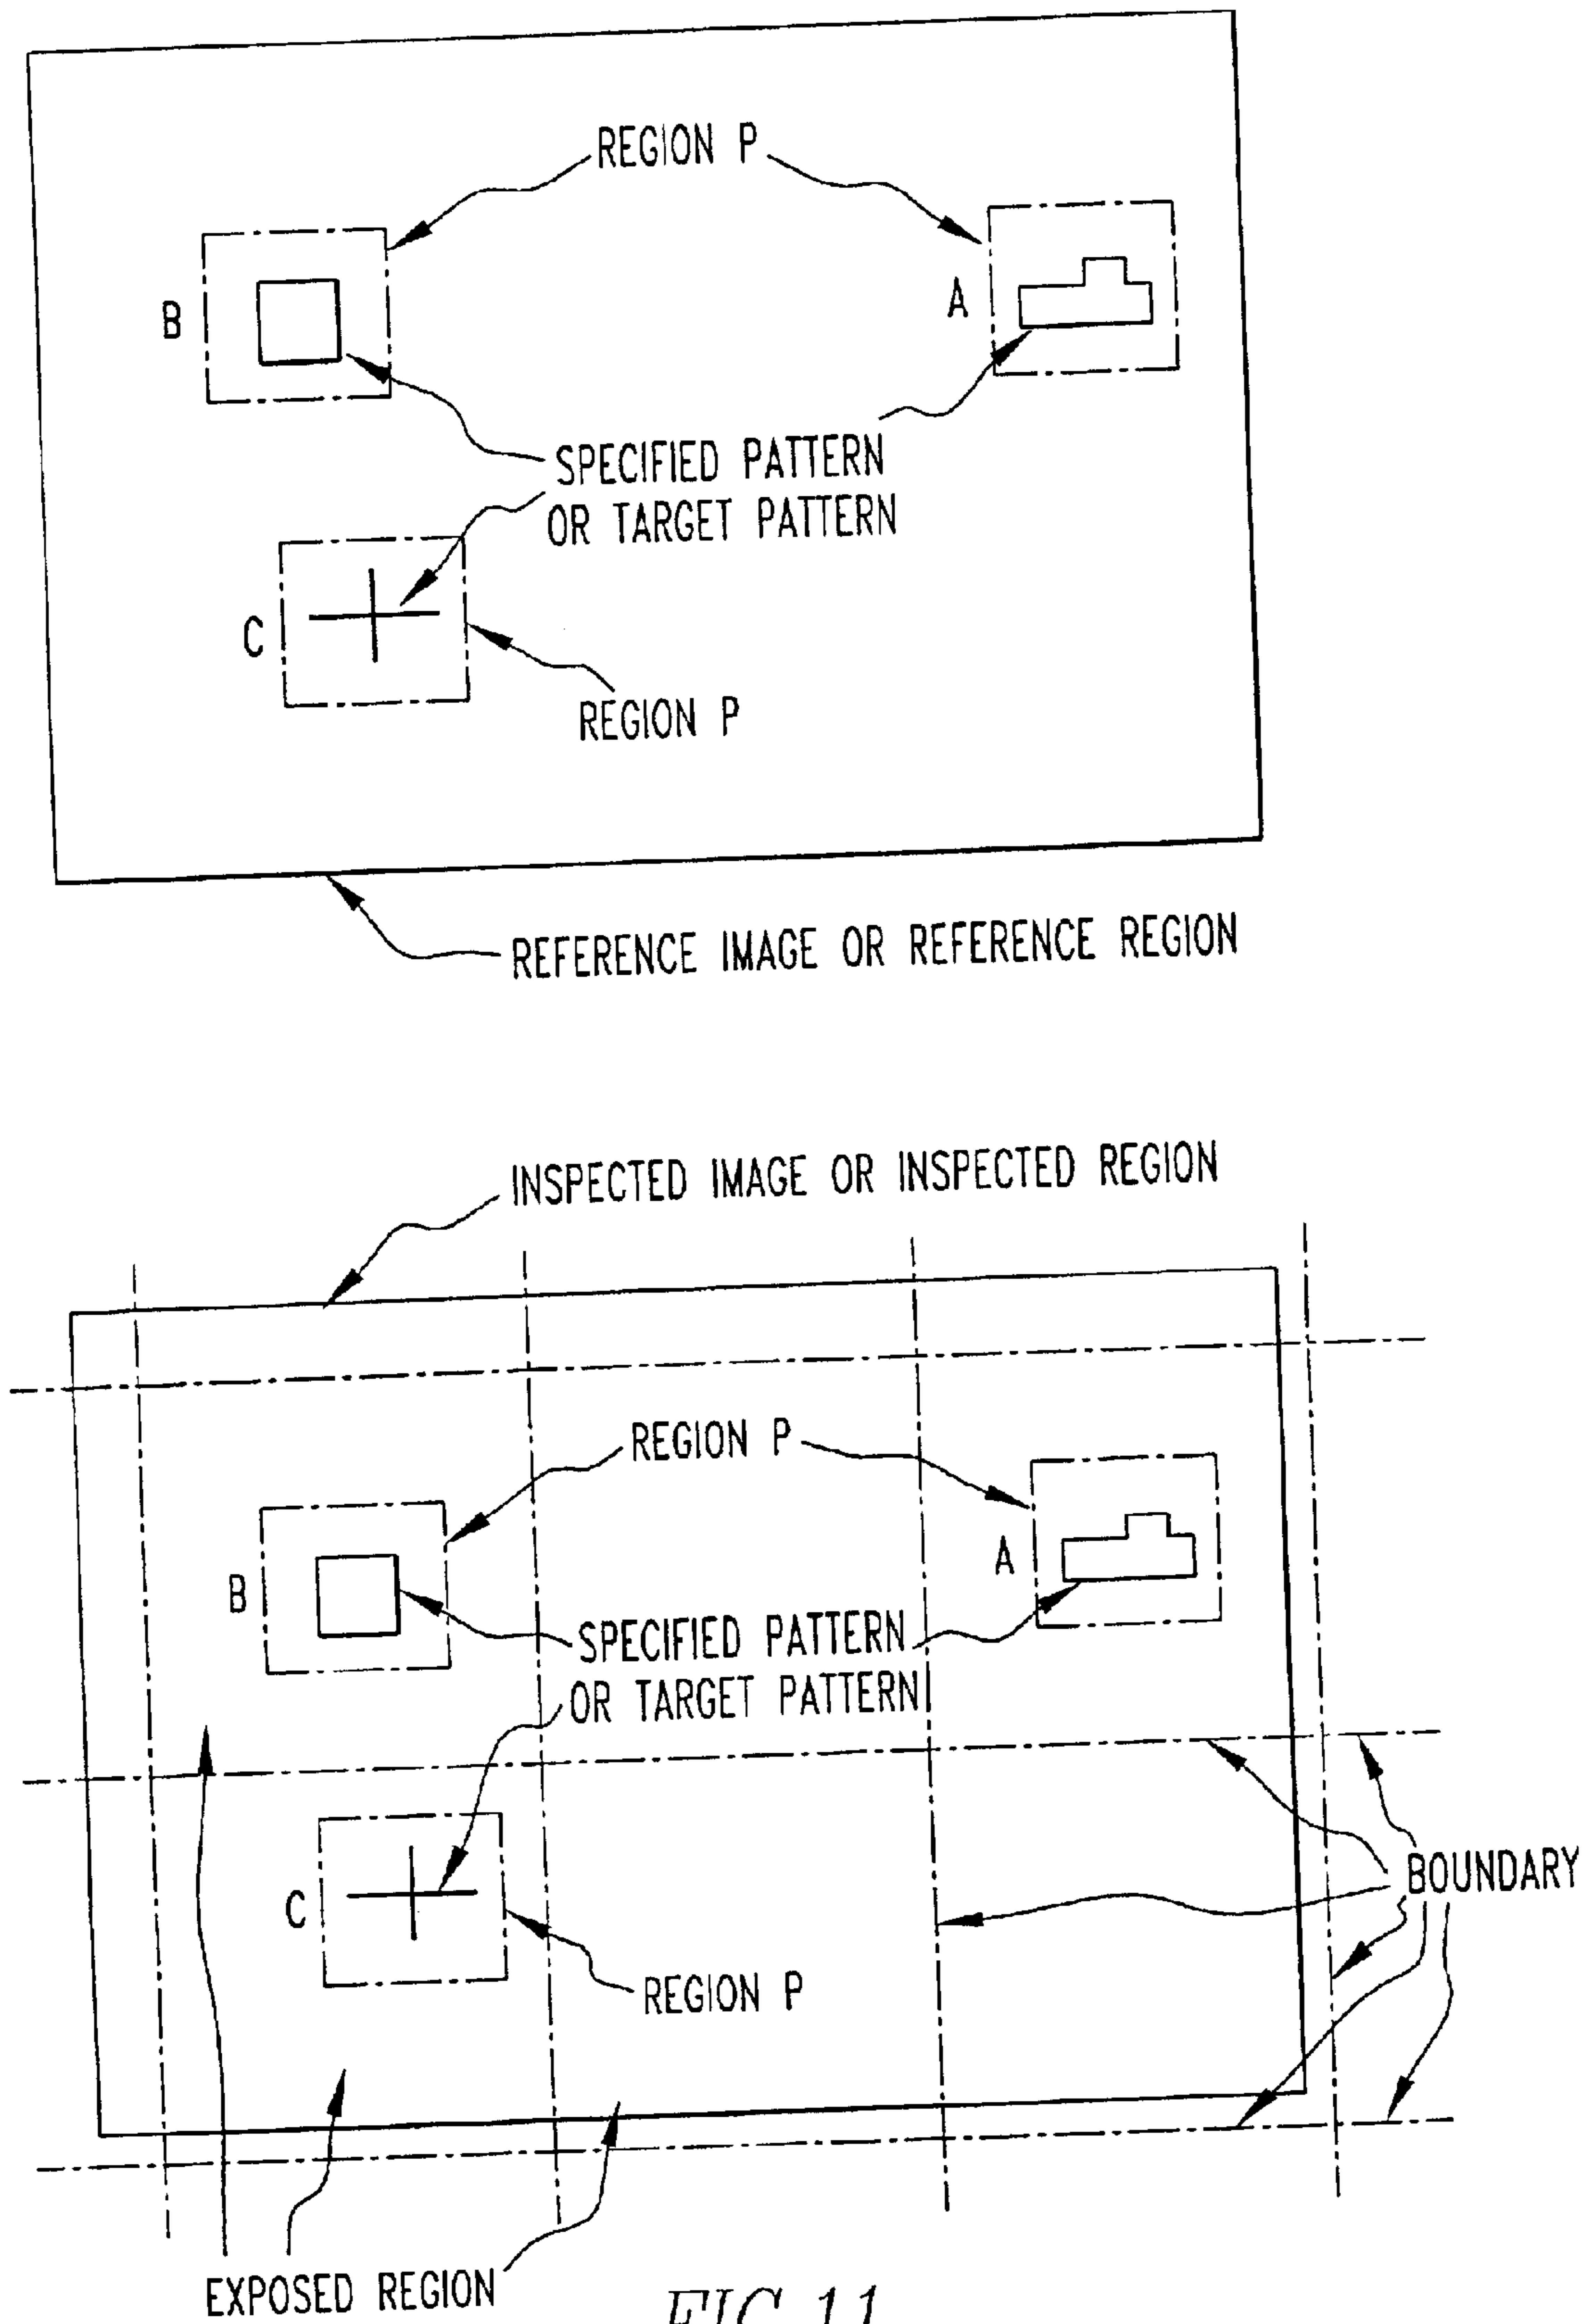 REGION P
B
A
SPECIFIED PATTERN
OR TARGET PATTERN
C
REGION P
REFERENCE IMAGE OR REFERENCE REGION
INSPECTED IMAGE OR INSPECTED REGION
REGION P
A
B
SPECIFIED PATTERN
OR TARGET PATTERN
BOUNDARY
C
REGION P
EXPOSED REGION
FIG. 11